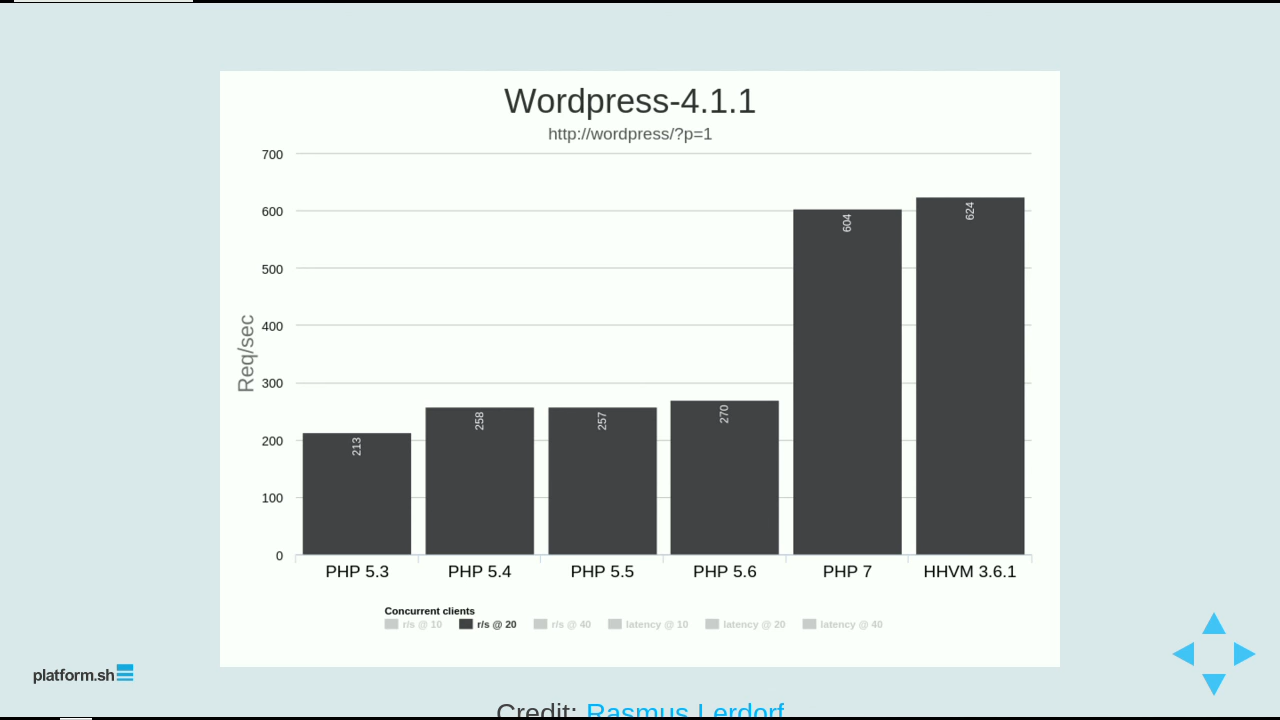 Wordpress-4.1.1
http://wordpress/?p=1
Req/sec
700
600
500
400
300
200
100
0
213
258
257
270
604
624
PHP 5.3 PHP 5.4 PHP 5.5 PHP 5.6 PHP 7 HHVM 3.6.1
Concurrent clients
r/s @ 10 r/s @ 20 r/s @ 40 latency @ 10 latency @ 20 latency @ 40
platform.sh
Credit: Rasmus Lerdorf